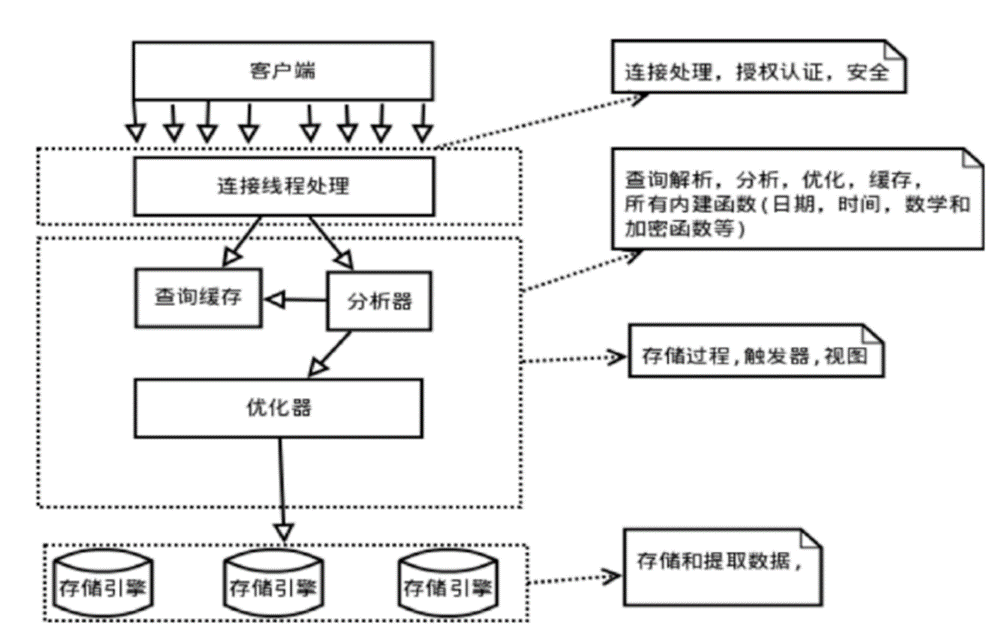 客户端
连接处理，授权认证，安全
连接线程处理
查询解析，分析，优化，缓存，
所有内建函数(日期，时间，数学和
加密函数等)
查询缓存
分析器
存储过程,触发器,视图
优化器
存储引擎
存储引擎
存储引擎
存储和提取数据，